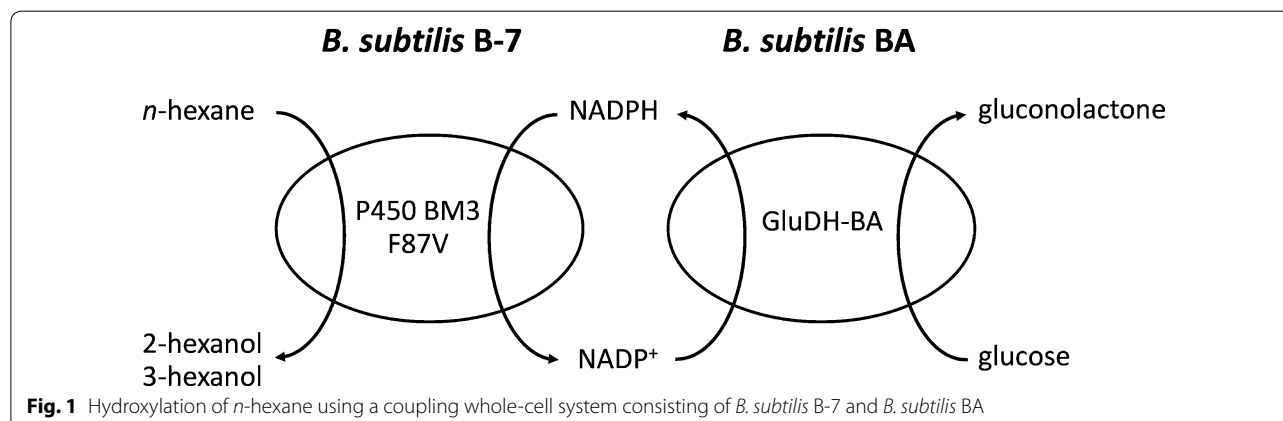 B. subtilis B-7 B. subtilis BA
n-hexane NADPH gluconolactone
P450 BM3
F87V
GluDH-BA
2-hexanol
3-hexanol
NADP⁺ glucose
Fig. 1 Hydroxylation of n-hexane using a coupling whole-cell system consisting of B. subtilis B-7 and B. subtilis BA